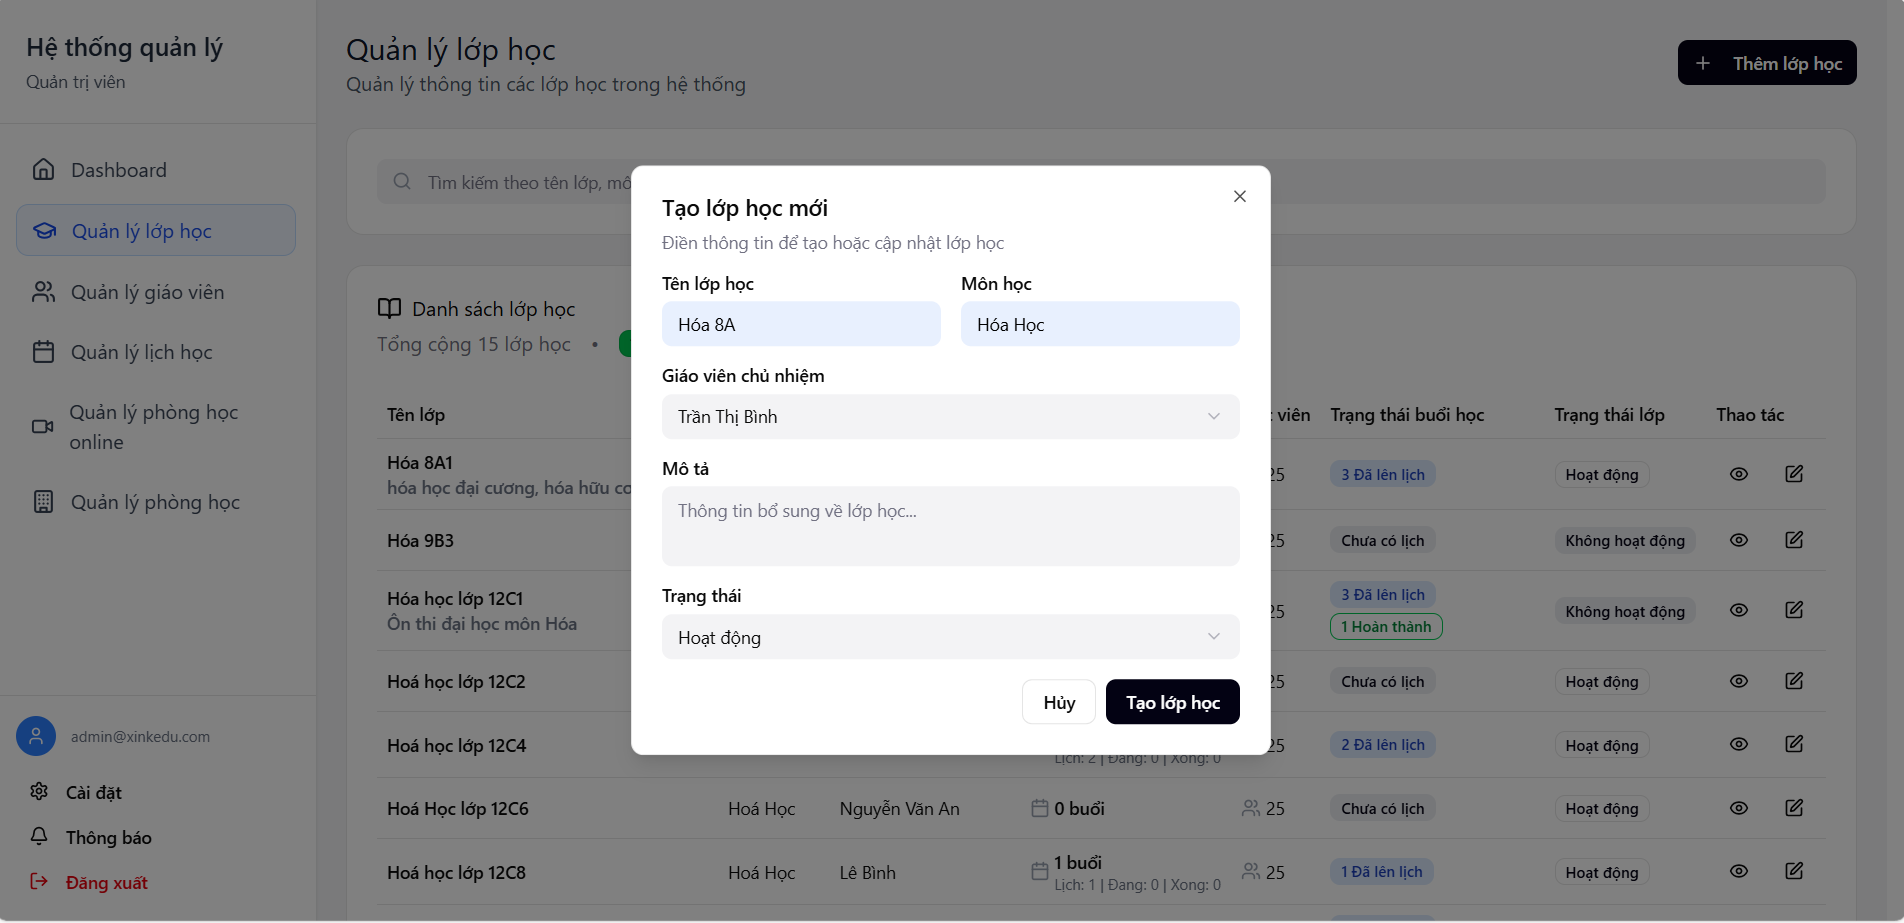 Hệ thống quản lý
Quản trị viên
Dashboard
Quản lý lớp học
Quản lý giáo viên
Quản lý lịch học
Quản lý phòng học
online
Quản lý phòng học
admin@xinkedu.com
Cài đặt
Thông báo
Đăng xuất
Quản lý lớp học
Quản lý thông tin các lớp học trong hệ thống
Thêm lớp học
Tìm kiếm theo tên lớp,
Danh sách lớp học
Tổng cộng 15 lớp học •
Tên lớp viên Trạng thái buổi học Trạng thái lớp Thao tác
Hóa 8A1 25 3 Đã lên lịch Hoạt động
hóa học đại cương, hóa hữu
Hóa 9B3 25 Chưa có lịch Không hoạt động
Hóa học lớp 12C1 25 3 Đã lên lịch Không hoạt động
Ôn thi đại học môn Hóa 1 Hoàn thành
Hoá học lớp 12C2 25 Chưa có lịch Hoạt động
Hoá học lớp 12C4 25 2 Đã lên lịch Hoạt động
Lịch: 2 | Đang: 0 | Xong: 0
Hoá Học lớp 12C6 Hoá Học Nguyễn Văn An 0 buổi 25 Chưa có lịch Hoạt động
Hoá học lớp 12C8 Hoá Học Lê Bình 1 buổi 25 1 Đã lên lịch Hoạt động
Lịch: 1 | Đang: 0 | Xong: 0
Tạo lớp học mới
Điền thông tin để tạo hoặc cập nhật lớp học
Tên lớp học Môn học
Hóa 8A Hóa Học
Giáo viên chủ nhiệm
Trần Thị Bình
Mô tả
Thông tin bổ sung về lớp học...
Trạng thái
Hoạt động
Hủy Tạo lớp học